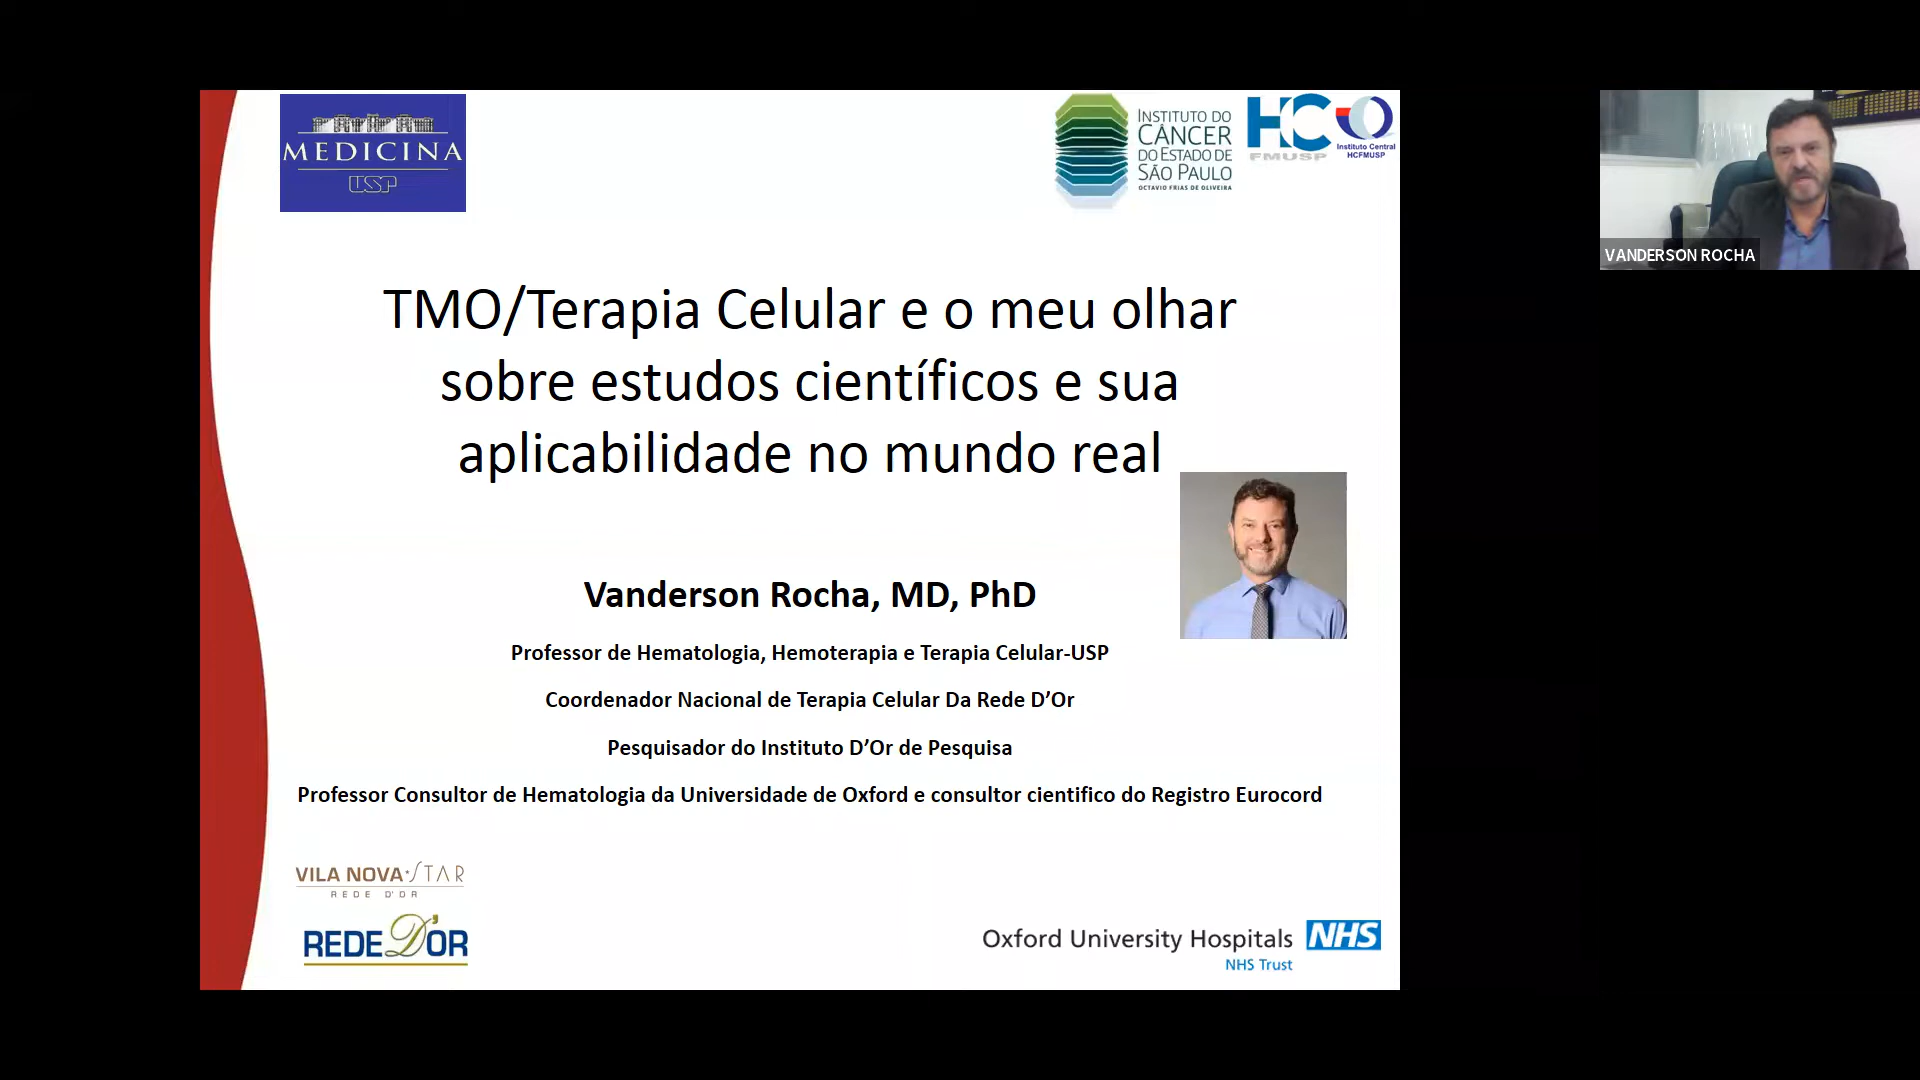 MEDICINA
USP
INSTITUTO DO
CÂNCER
DO ESTADO DE
SÃO PAULO
OCTAVIO FRIAS DE OLIVEIRA
HC
FMUSP
Instituto Central
HCFMUSP
TMO/Terapia Celular e o meu olhar
sobre estudos científicos e sua
aplicabilidade no mundo real
Vanderson Rocha, MD, PhD
Professor de Hematologia, Hemoterapia e Terapia Celular-USP
Coordenador Nacional de Terapia Celular Da Rede D’Or
Pesquisador do Instituto D’Or de Pesquisa
Professor Consultor de Hematologia da Universidade de Oxford e consultor cientifico do Registro Eurocord
VILA NOVA STAR
REDE D'OR
REDE D'OR
Oxford University Hospitals NHS
NHS Trust
VANDERSON ROCHA